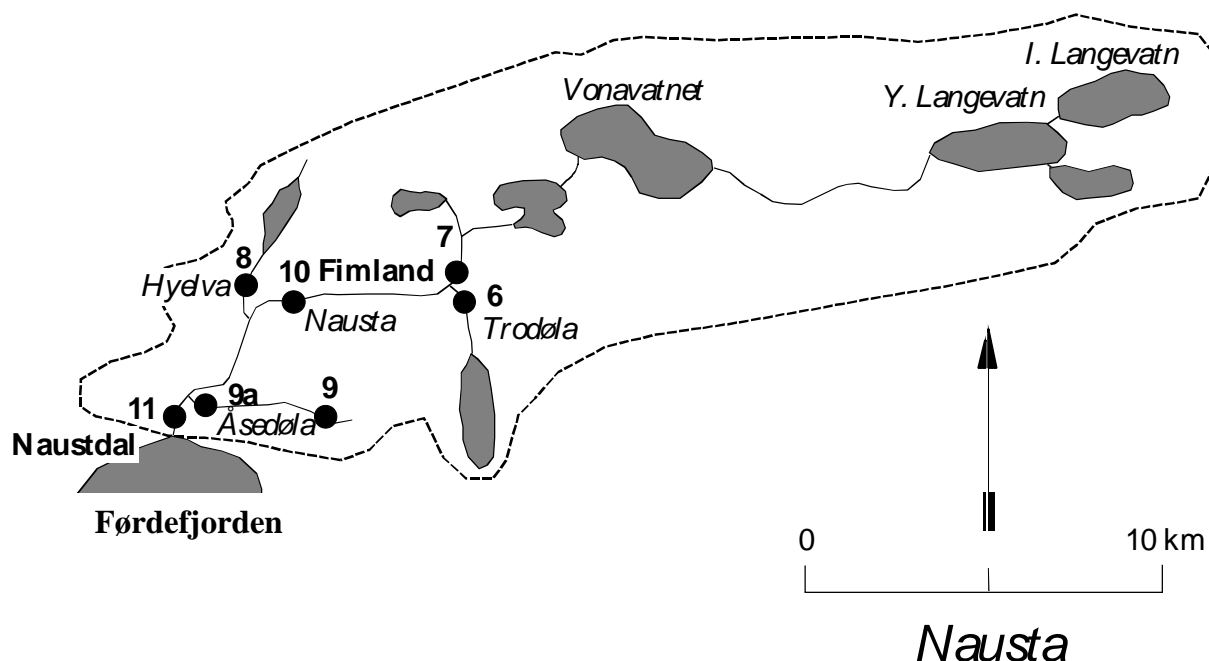 I. Langevatn
Vonavatnet
Y. Langevatn
7
8
10 Fimland
Hyelva
6
Nausta
Trodøla
9a
9
11
Åsedøla
Naustdal
Førdefjorden
0
10 km
Nausta